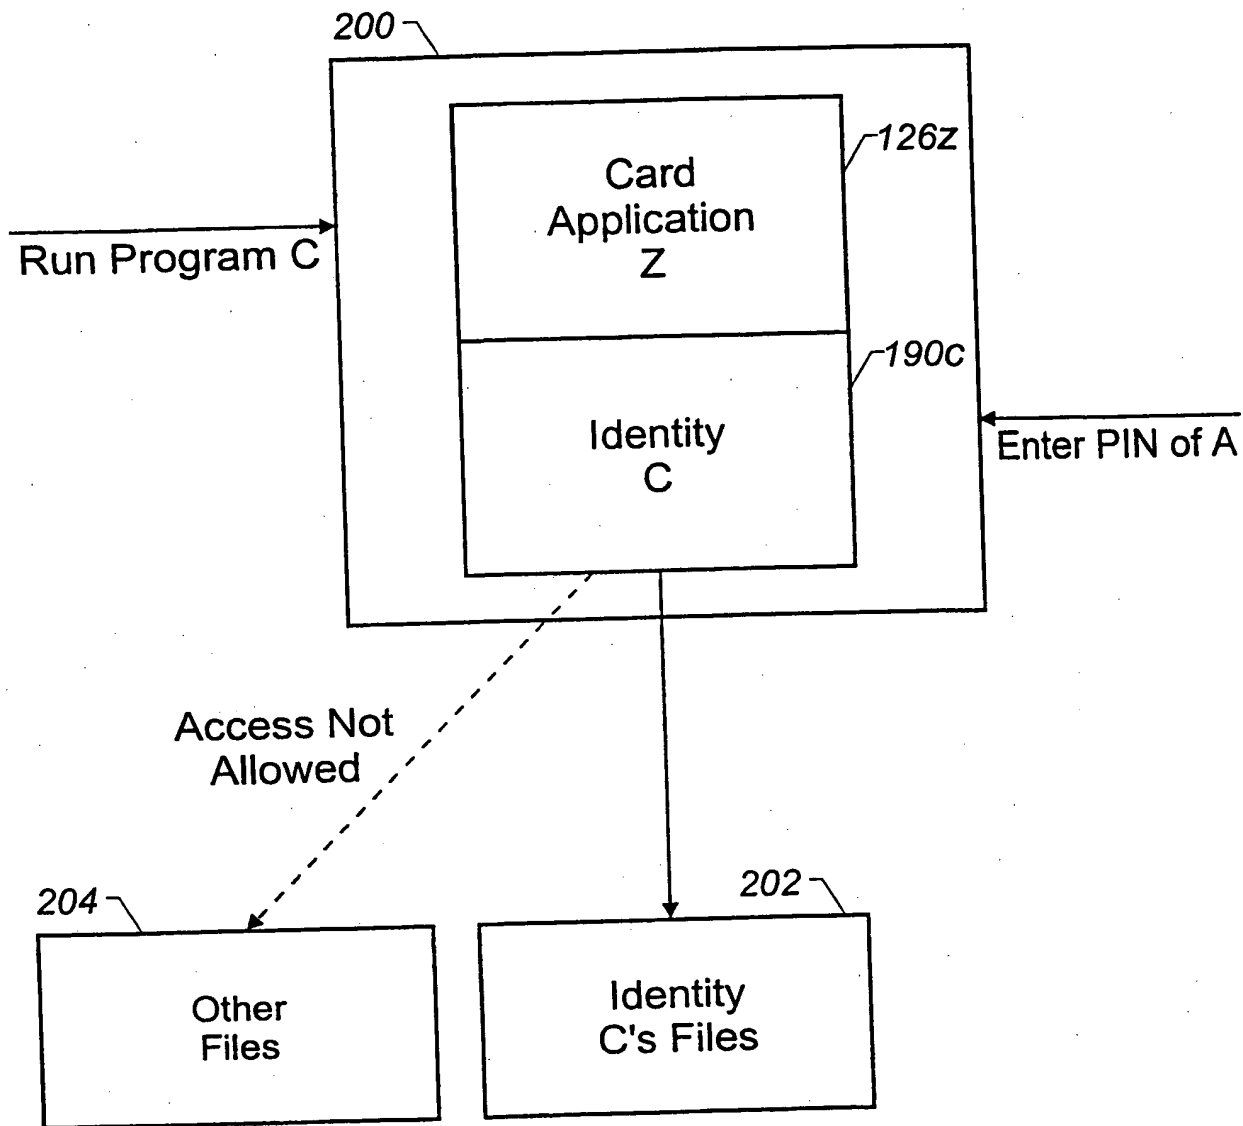 200
126z
Card
Application
Z
Run Program C
190c
Identity
C
Enter PIN of A
Access Not
Allowed
204
202
Other
Files
Identity
C's Files